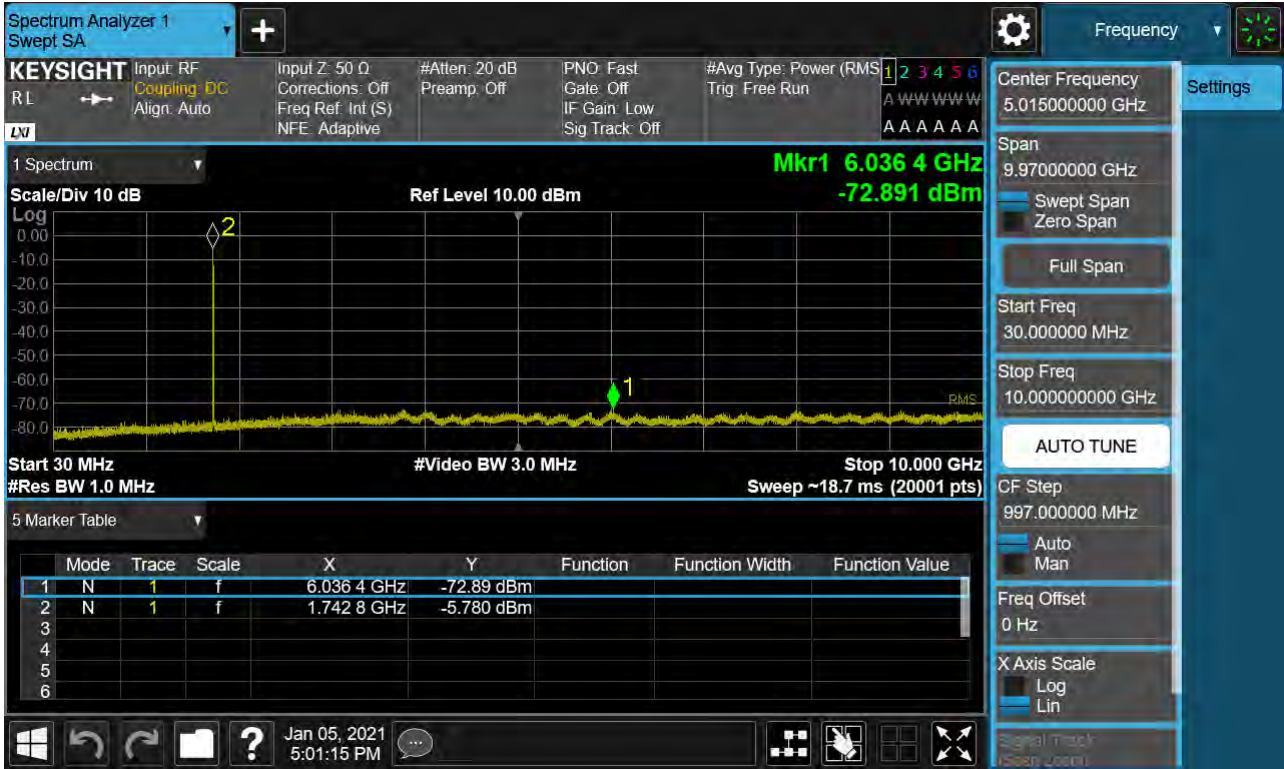 Spectrum Analyzer 1
Swept SA
Frequency
KEYSIGHT
RL
LXI
Input: RF
Coupling: DC
Align: Auto
Input Z: 50 Ω
Corrections: Off
Freq Ref: Int (S)
NFE: Adaptive
#Atten: 20 dB
Preamp: Off
PNO: Fast
Gate: Off
IF Gain: Low
Sig Track: Off
#Avg Type: Power (RMS
Trig: Free Run
1 2 3 4 5 6
A W W W W W
A A A A A A
1 Spectrum
Scale/Div 10 dB
Ref Level 10.00 dBm
Mkr1 6.036 4 GHz
-72.891 dBm
Log
0.00
-10.0
-20.0
-30.0
-40.0
-50.0
-60.0
-70.0
-80.0
2
1
RMS
Start 30 MHz
#Video BW 3.0 MHz
Stop 10.000 GHz
#Res BW 1.0 MHz
Sweep ~18.7 ms (20001 pts)
5 Marker Table
Mode Trace Scale X Y Function Function Width Function Value
1 N 1 f 6.036 4 GHz -72.89 dBm
2 N 1 f 1.742 8 GHz -5.780 dBm
3
4
5
6
Jan 05, 2021
5:01:15 PM
Center Frequency
5.015000000 GHz
Settings
Span
9.97000000 GHz
Swept Span
Zero Span
Full Span
Start Freq
30.000000 MHz
Stop Freq
10.000000000 GHz
AUTO TUNE
CF Step
997.000000 MHz
Auto
Man
Freq Offset
0 Hz
X Axis Scale
Log
Lin
Signal Track
(Span Zoom)